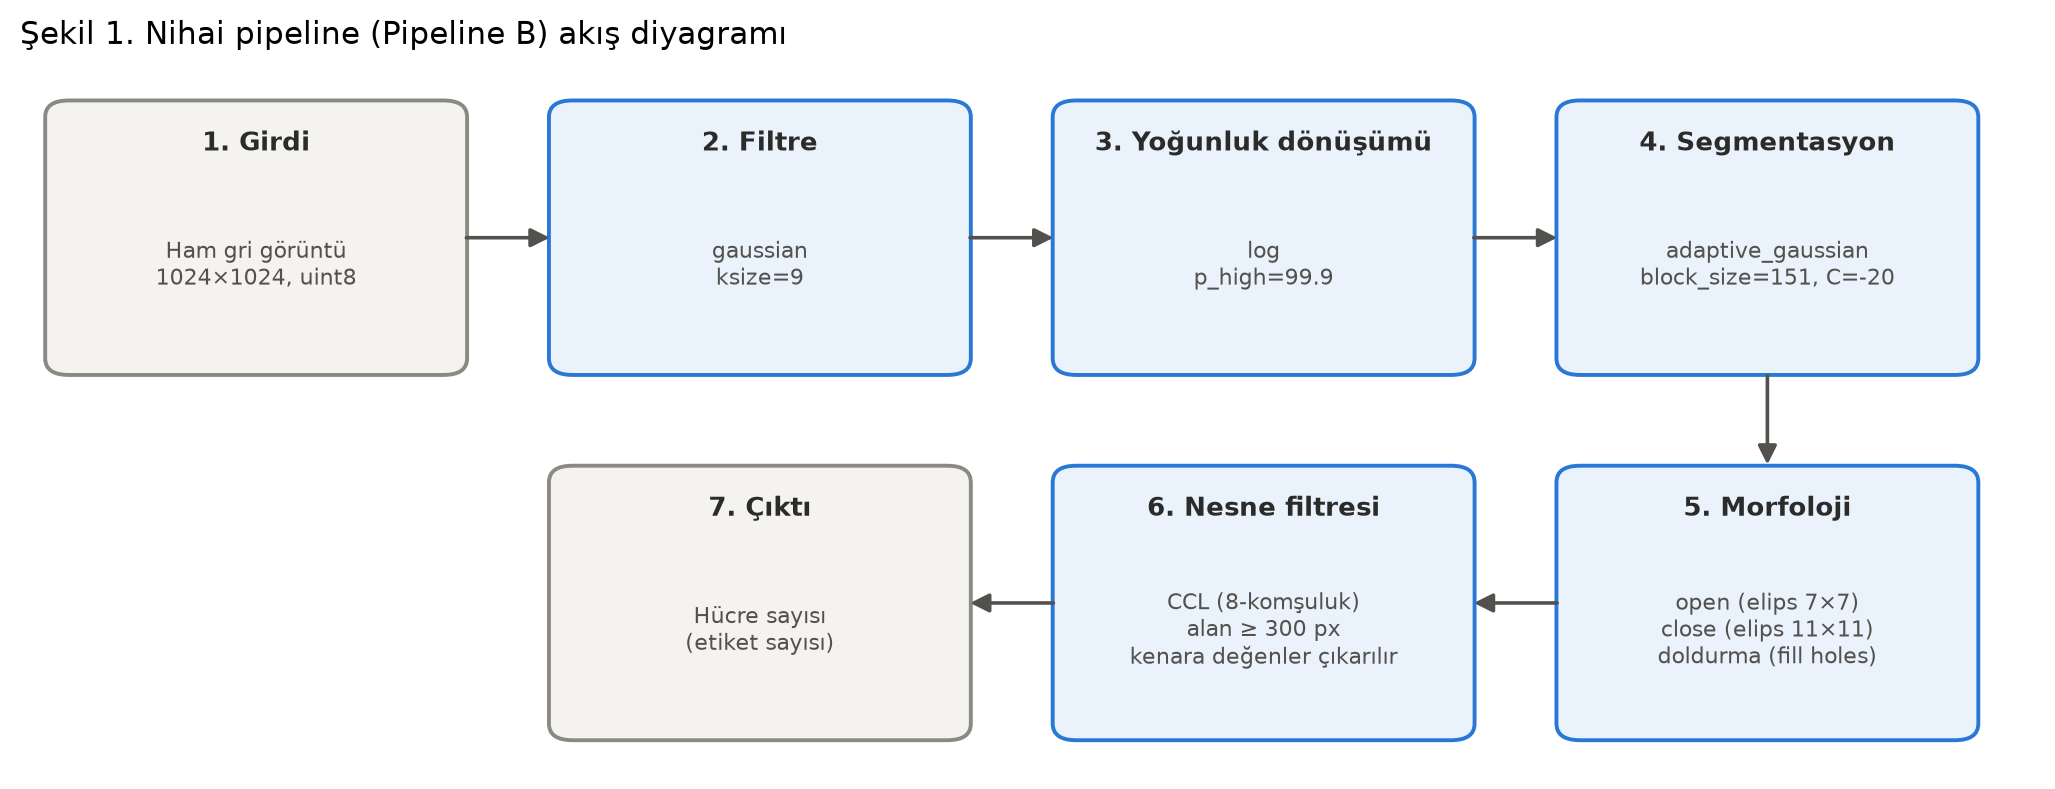 Şekil 1. Nihai pipeline (Pipeline B) akış diyagramı
1. Girdi
Ham gri görüntü
1024×1024, uint8
2. Filtre
gaussian
ksize=9
3. Yoğunluk dönüşümü
log
p_high=99.9
4. Segmentasyon
adaptive_gaussian
block_size=151, C=-20
5. Morfoloji
open (elips 7×7)
close (elips 11×11)
doldurma (fill holes)
6. Nesne filtresi
CCL (8-komşuluk)
alan ≥ 300 px
kenara değenler çıkarılır
7. Çıktı
Hücre sayısı
(etiket sayısı)